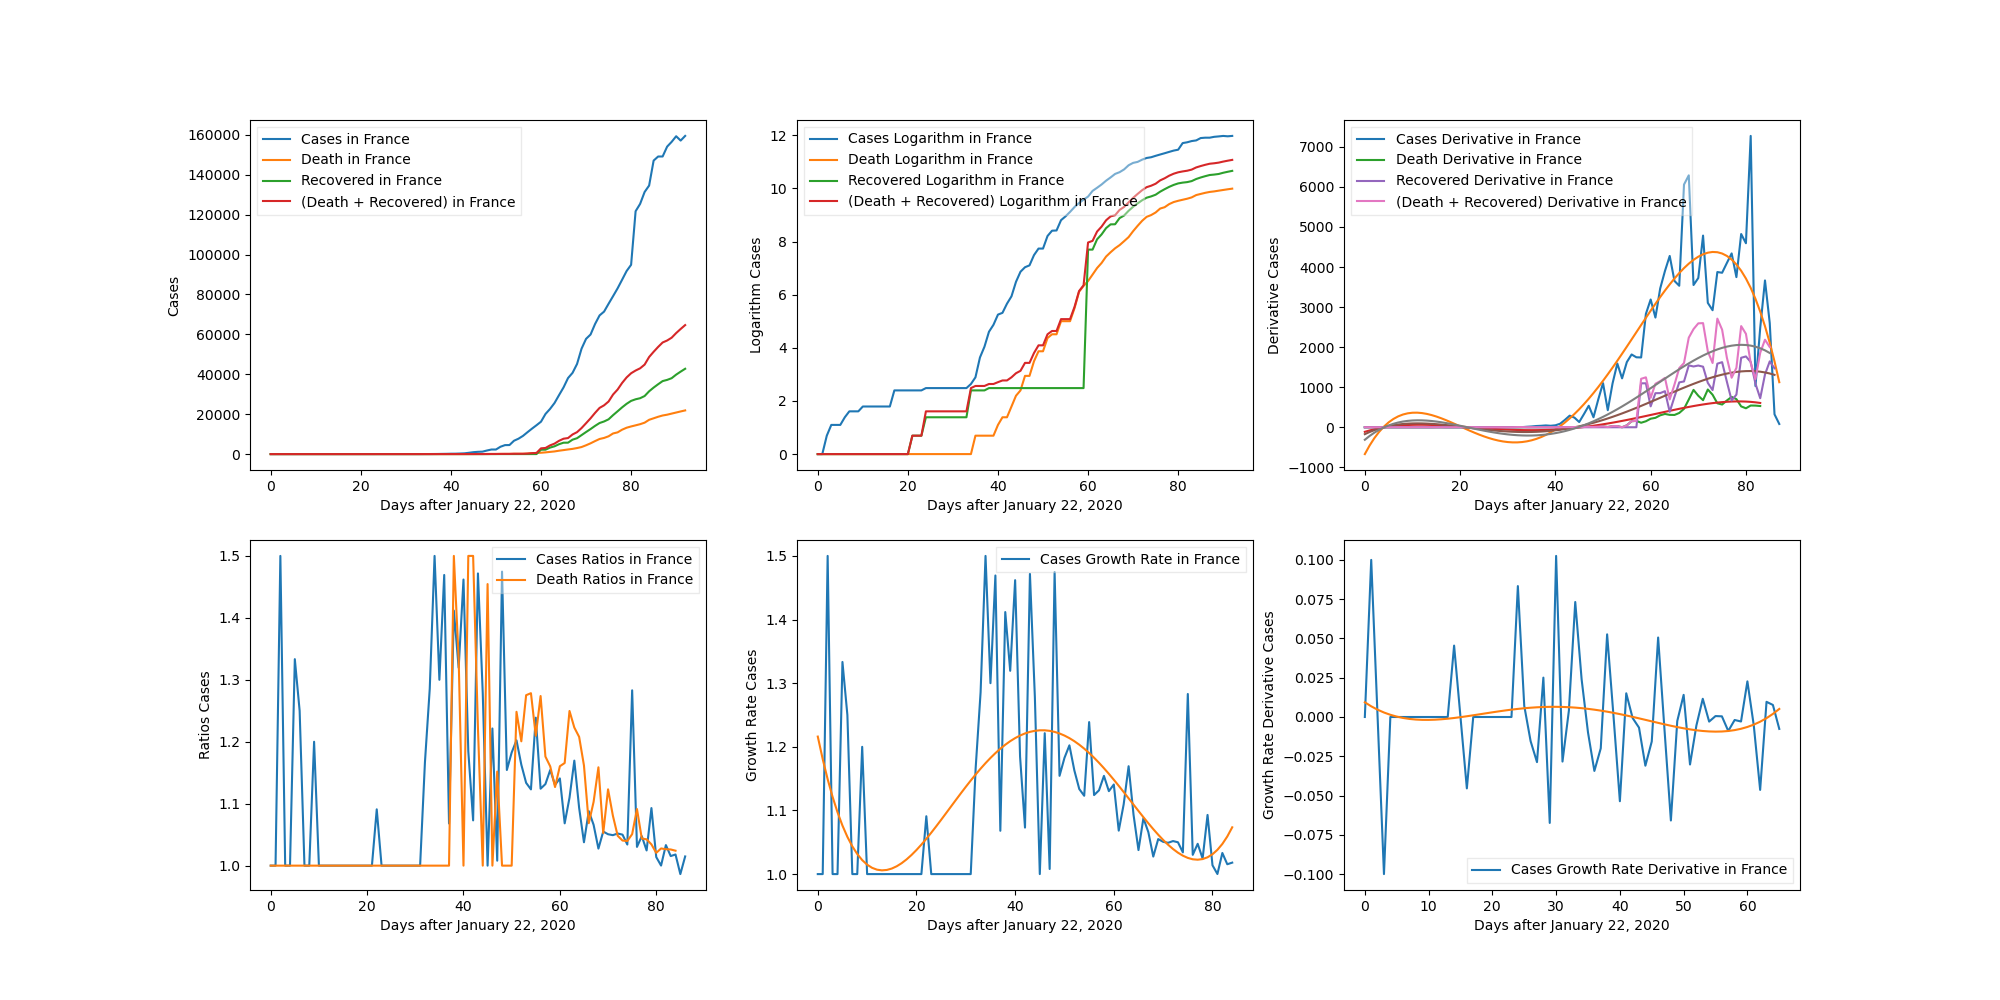 Cases in France
Death in France
Recovered in France
(Death + Recovered) in France
160000
140000
120000
100000
80000
60000
40000
20000
0
Cases
0 20 40 60 80
Days after January 22, 2020
Cases Logarithm in France
Death Logarithm in France
Recovered Logarithm in France
(Death + Recovered) Logarithm in France
12
10
8
6
4
2
0
Logarithm Cases
0 20 40 60 80
Days after January 22, 2020
Cases Derivative in France
Death Derivative in France
Recovered Derivative in France
(Death + Recovered) Derivative in France
7000
6000
5000
4000
3000
2000
1000
0
−1000
Derivative Cases
0 20 40 60 80
Days after January 22, 2020
Cases Ratios in France
Death Ratios in France
1.5
1.4
1.3
1.2
1.1
1.0
Ratios Cases
0 20 40 60 80
Days after January 22, 2020
Cases Growth Rate in France
1.5
1.4
1.3
1.2
1.1
1.0
Growth Rate Cases
0 20 40 60 80
Days after January 22, 2020
0.100
0.075
0.050
0.025
0.000
−0.025
−0.050
−0.075
−0.100
Growth Rate Derivative Cases
Cases Growth Rate Derivative in France
0 10 20 30 40 50 60
Days after January 22, 2020